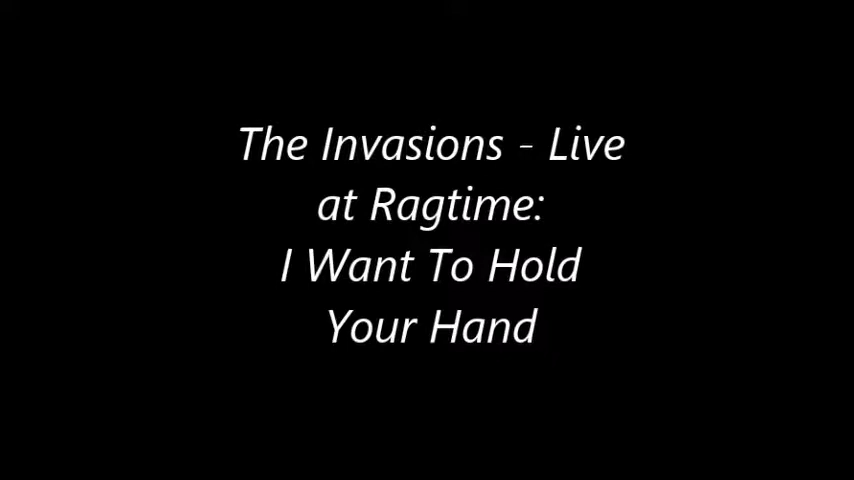 The Invasions - Live
at Ragtime:
I Want To Hold
Your Hand